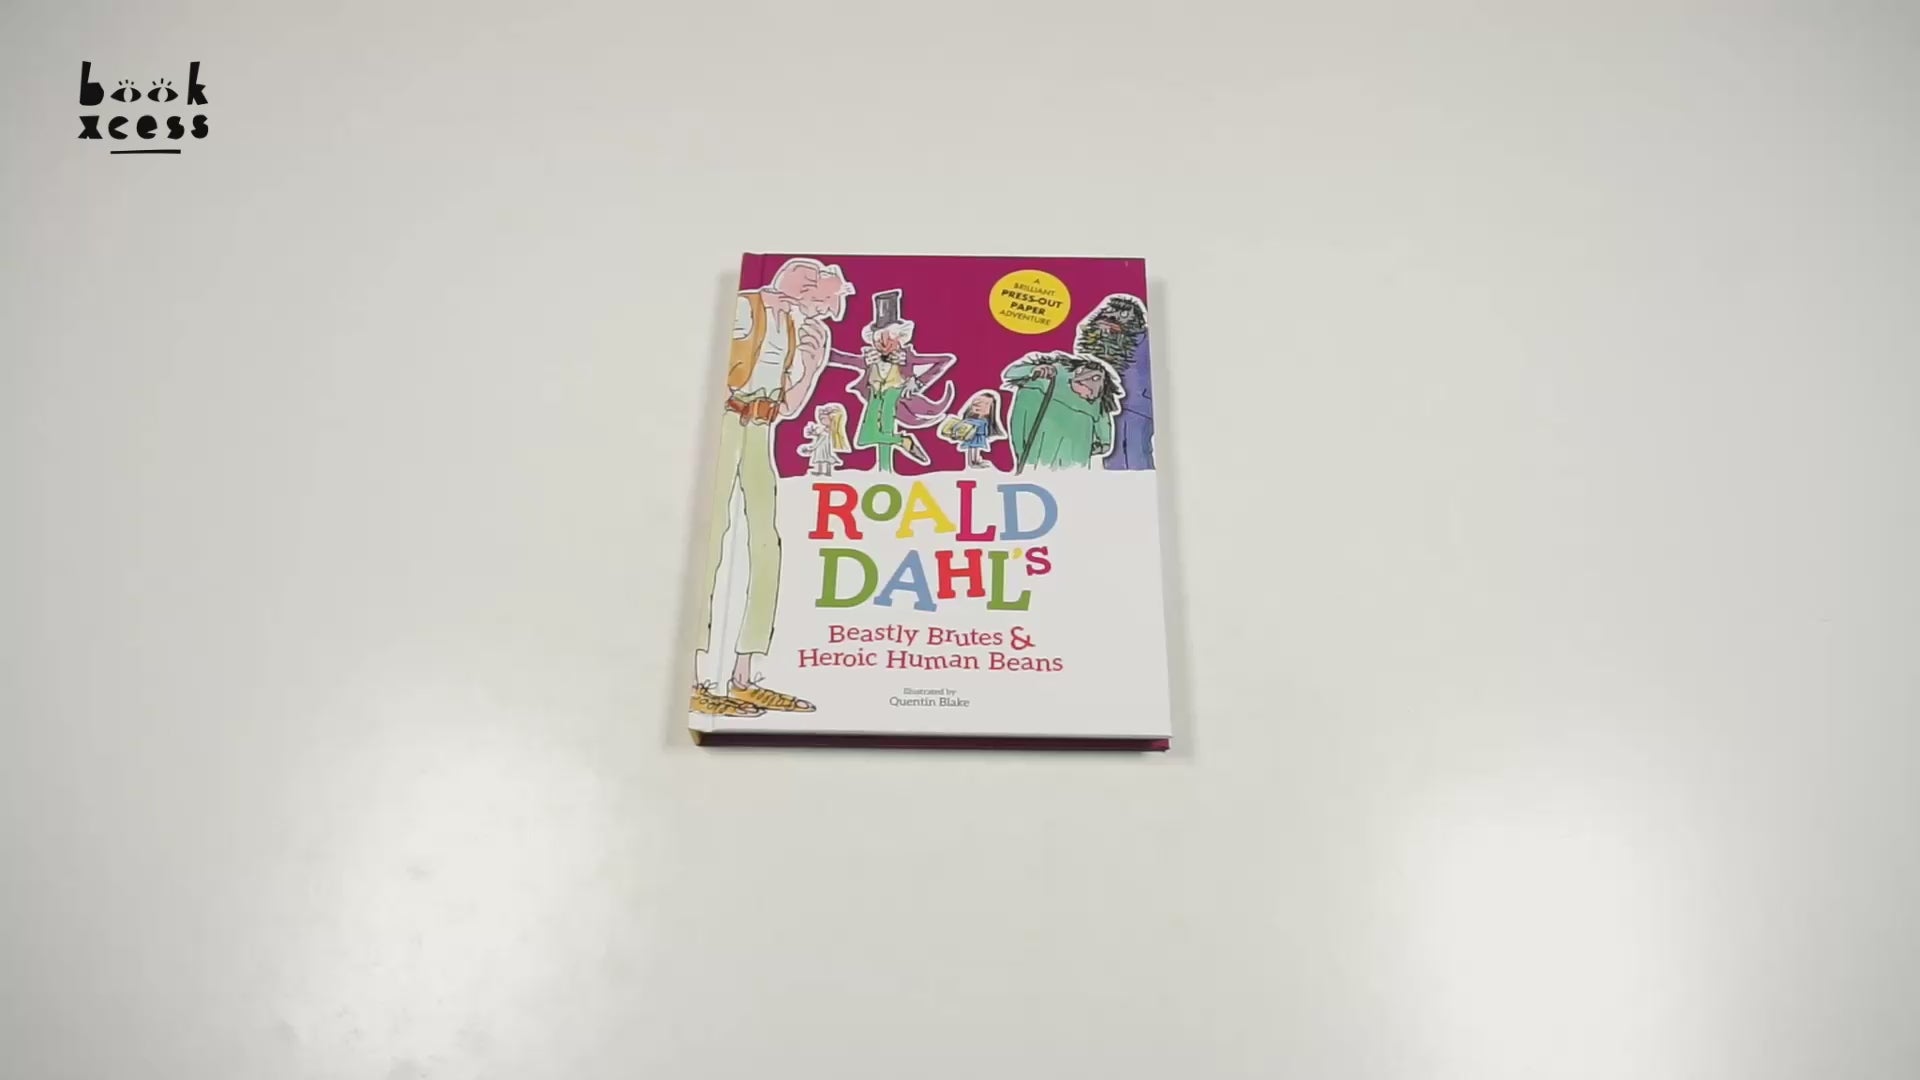 book
xcess
A
BRILLIANT
PRESS-OUT
PAPER
ADVENTURE
ROALD
DAHL'S
Beastly Brutes &
Heroic Human Beans
Illustrated by
Quentin Blake